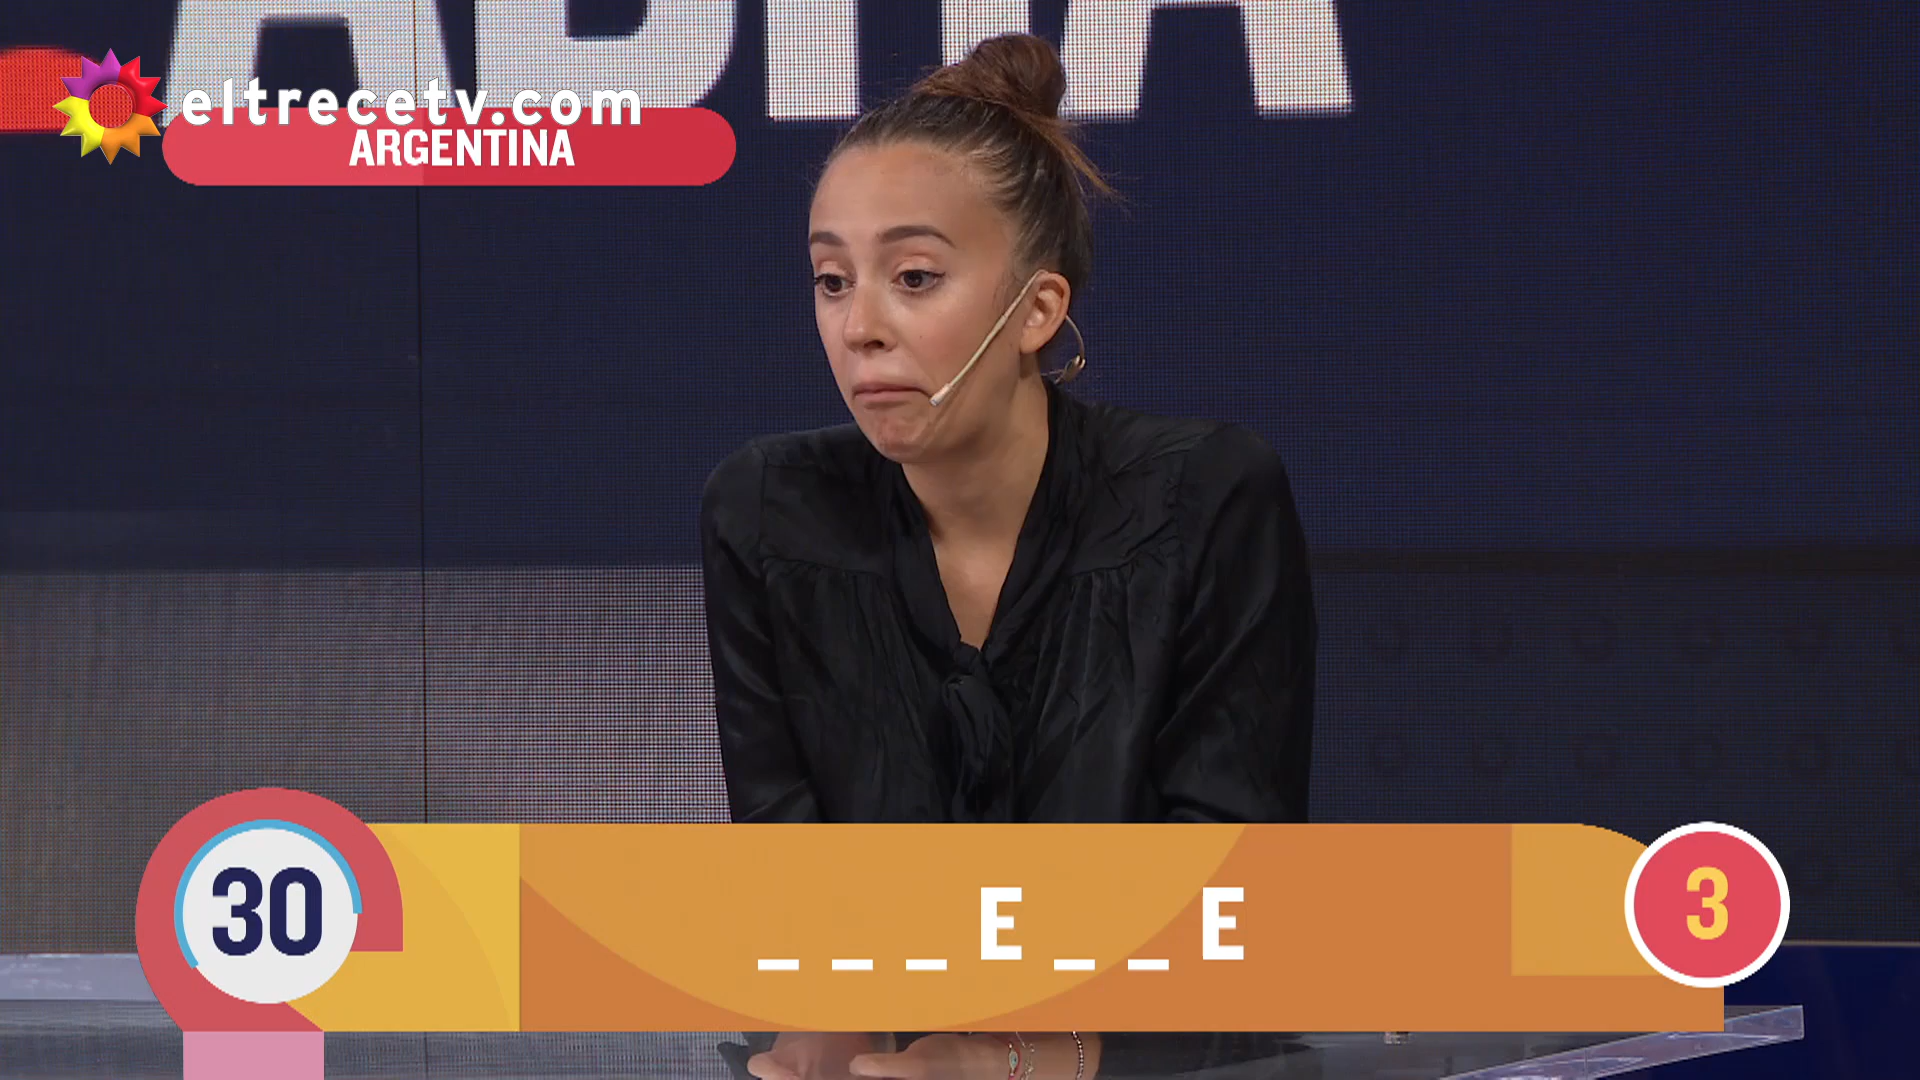 eltrecetv.com
ARGENTINA
30
_ _ _ E _ _ E
3